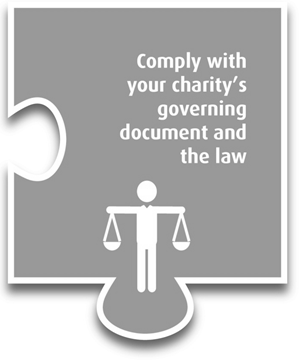 Comply with
your charity’s
governing
document and
the law